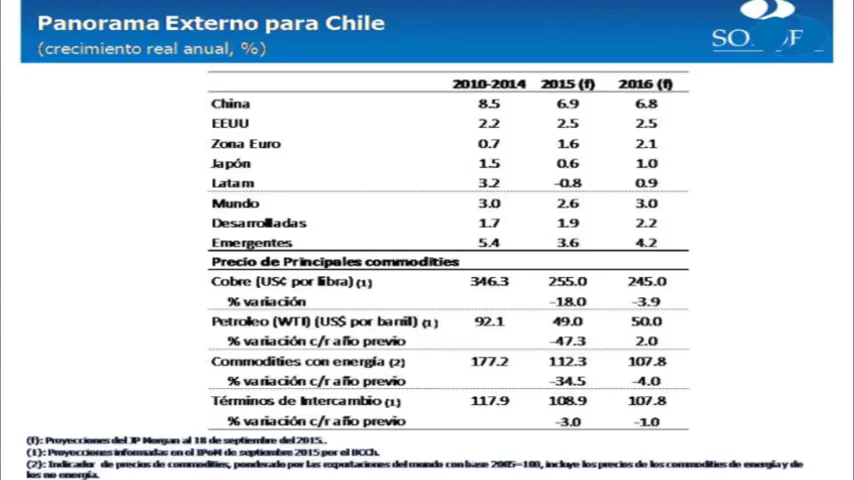 Panorama Externo para Chile
(crecimiento real anual, %)
2010-2014 2015 (f) 2016 (f)
China 8.5 6.9 6.8
EEUU 2.2 2.5 2.5
Zona Euro 0.7 1.6 2.1
Japón 1.5 0.6 1.0
Latam 3.2 -0.8 0.9
Mundo 3.0 2.6 3.0
Desarrolladas 1.7 1.9 2.2
Emergentes 5.4 3.6 4.2
Precio de Principales commodities
Cobre (US¢ por libra) (1) 346.3 255.0 245.0
% variación -18.0 -3.9
Petroleo (WTI) (US$ por barril) (1) 92.1 49.0 50.0
% variación c/r año previo -47.3 2.0
Commodities con energía (2) 177.2 112.3 107.8
% variación c/r año previo -34.5 -4.0
Términos de Intercambio (1) 117.9 108.9 107.8
% variación c/r año previo -3.0 -1.0
(f): Proyecciones del JP Morgan al 18 de septiembre del 2015..
(1): Proyecciones informadas en el IPoM de septiembre 2015 por el BCCh.
(2): Indicador de precios de commodities, ponderado por las exportaciones del mundo con base 2005=100, incluye los precios de los commodities de energía y de
los no energía.